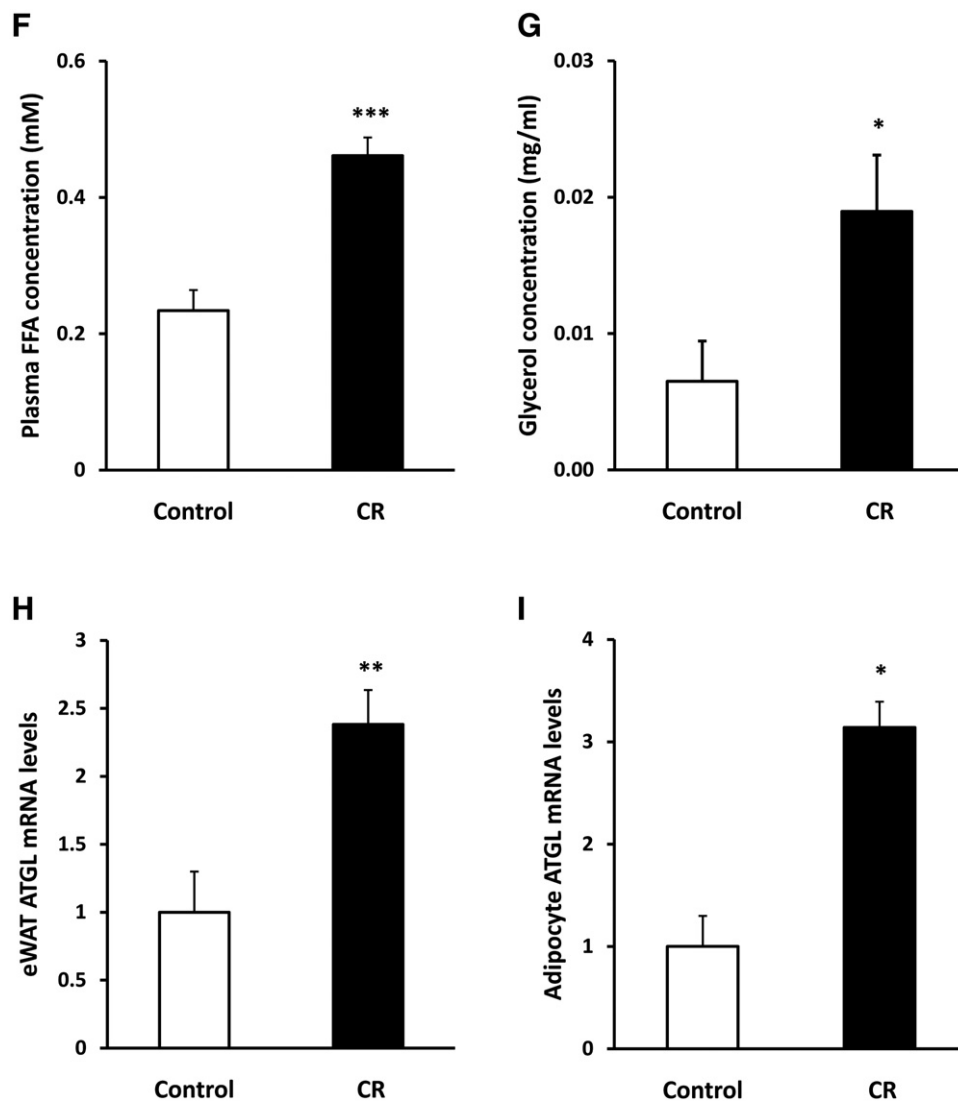 F
Plasma FFA concentration (mM)
0.6
0.4
0.2
0
***
Control CR
G
Glycerol concentration (mg/ml)
0.03
0.02
0.01
0.00
*
Control CR
H
eWAT ATGL mRNA levels
3
2.5
2
1.5
1
0.5
0
**
Control CR
I
Adipocyte ATGL mRNA levels
4
3
2
1
0
*
Control CR